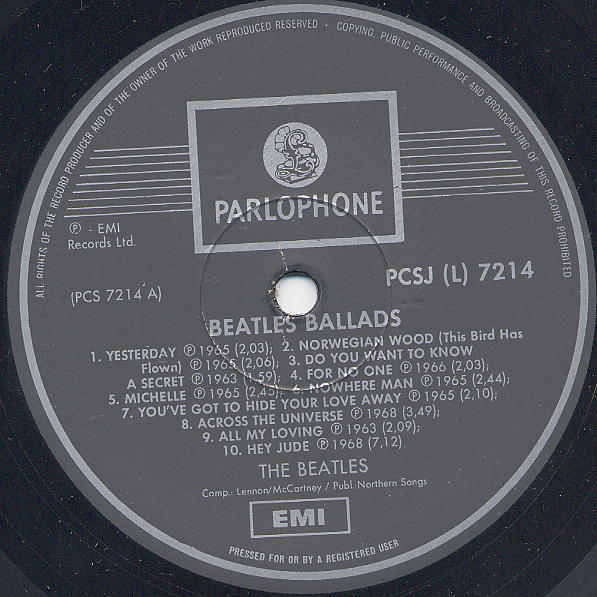 ALL RIGHTS OF THE RECORD PRODUCER AND OF THE OWNER OF THE WORK REPRODUCED RESERVED · COPYING, PUBLIC PERFORMANCE AND BROADCASTING OF THIS RECORD PROHIBITED
PARLOPHONE
℗ - EMI
Records Ltd.
(PCS 7214 A)
PCSJ (L) 7214
BEATLES BALLADS
1. YESTERDAY ℗ 1965 (2,03); 2. NORWEGIAN WOOD (This Bird Has
Flown) ℗ 1965 (2,06); 3. DO YOU WANT TO KNOW
A SECRET ℗ 1963 (1,59); 4. FOR NO ONE ℗ 1966 (2,03);
5. MICHELLE ℗ 1965 (2,45); 6. NOWHERE MAN ℗ 1965 (2,44);
7. YOU'VE GOT TO HIDE YOUR LOVE AWAY ℗ 1965 (2,10);
8. ACROSS THE UNIVERSE ℗ 1968 (3,49);
9. ALL MY LOVING ℗ 1963 (2,09);
10. HEY JUDE ℗ 1968 (7,12).
THE BEATLES
Comp.: Lennon/McCartney / Publ.: Northern Songs
EMI
PRESSED FOR OR BY A REGISTERED USER